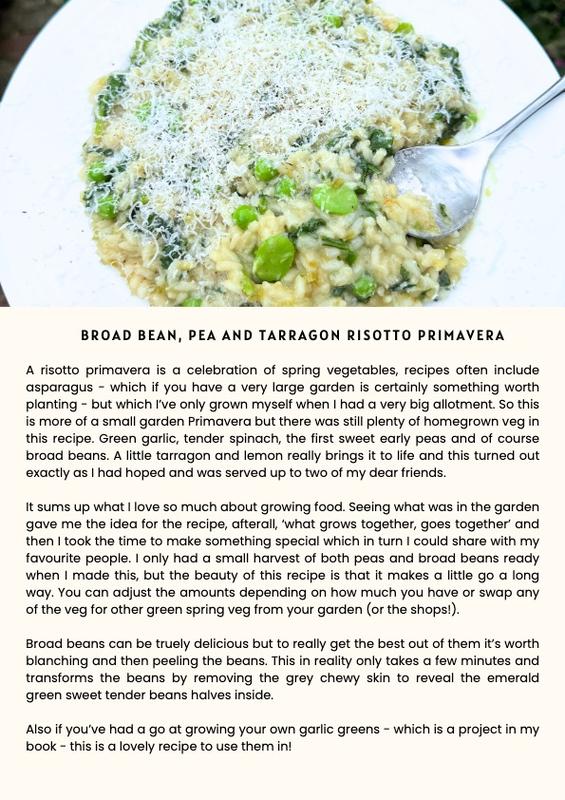 BROAD BEAN, PEA AND TARRAGON RISOTTO PRIMAVERA
A risotto primavera is a celebration of spring vegetables, recipes often include
asparagus - which if you have a very large garden is certainly something worth
planting - but which I've only grown myself when I had a very big allotment. So this
is more of a small garden Primavera but there was still plenty of homegrown veg in
this recipe. Green garlic, tender spinach, the first sweet early peas and of course
broad beans. A little tarragon and lemon really brings it to life and this turned out
exactly as I had hoped and was served up to two of my dear friends.
It sums up what I love so much about growing food. Seeing what was in the garden
gave me the idea for the recipe, afterall, 'what grows together, goes together' and
then I took the time to make something special which in turn I could share with my
favourite people. I only had a small harvest of both peas and broad beans ready
when I made this, but the beauty of this recipe is that it makes a little go a long
way. You can adjust the amounts depending on how much you have or swap any
of the veg for other green spring veg from your garden (or the shops!).
Broad beans can be truely delicious but to really get the best out of them it's worth
blanching and then peeling the beans. This in reality only takes a few minutes and
transforms the beans by removing the grey chewy skin to reveal the emerald
green sweet tender beans halves inside.
Also if you've had a go at growing your own garlic greens - which is a project in my
book - this is a lovely recipe to use them in!